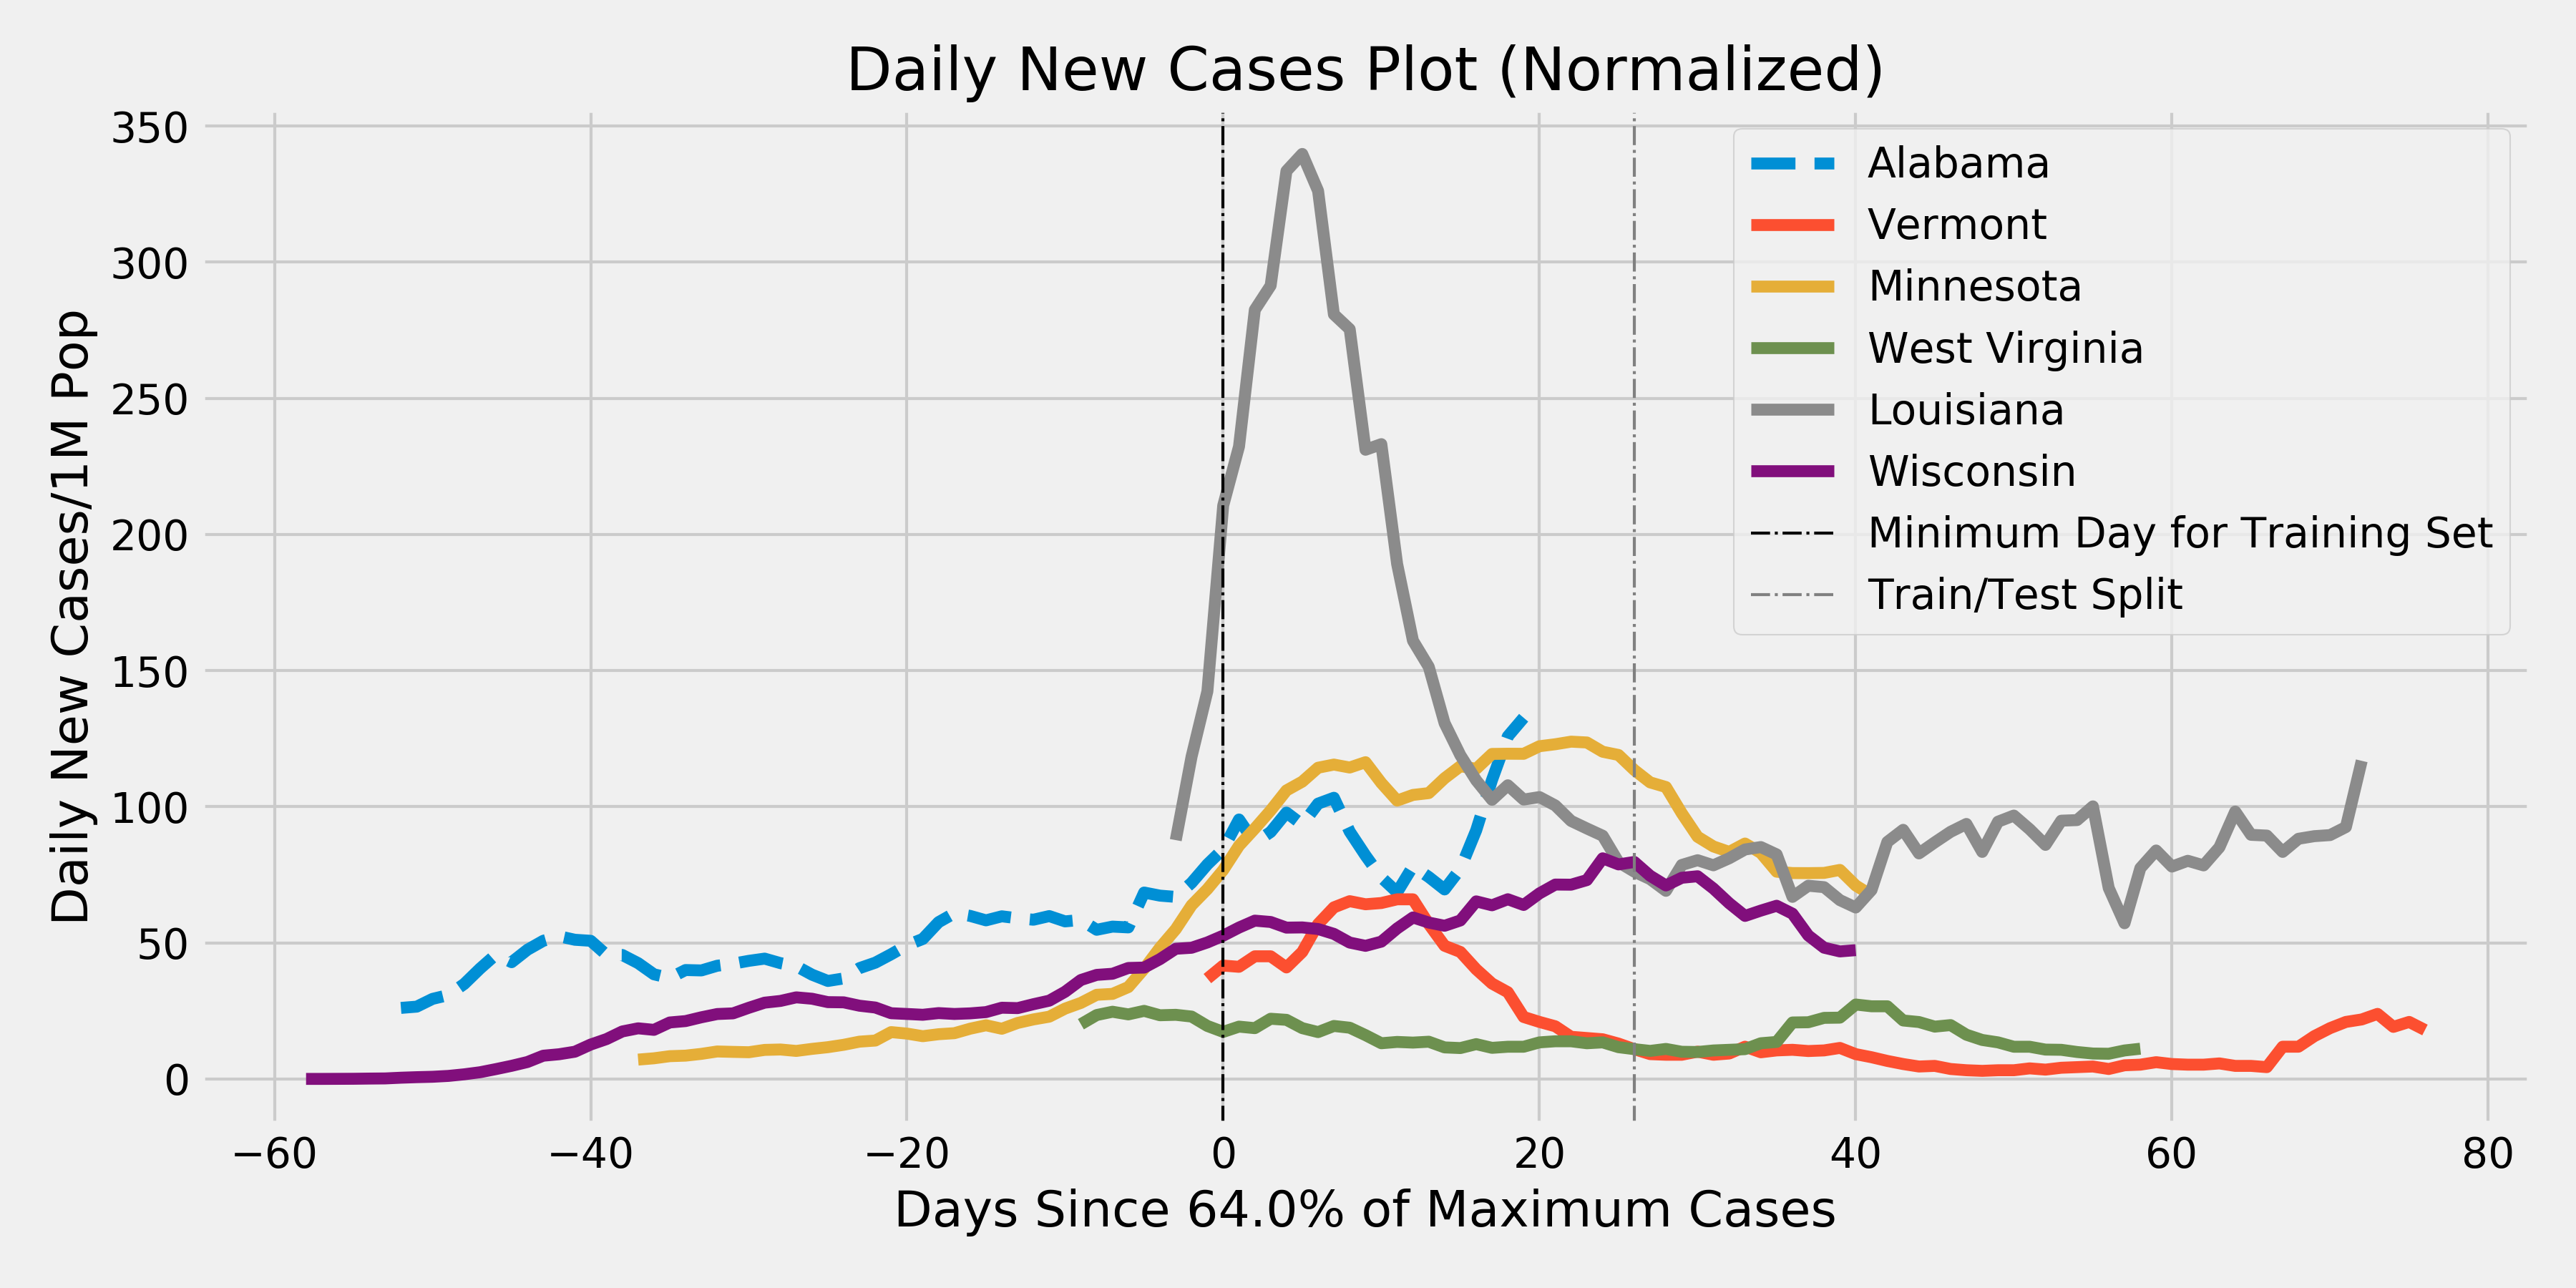 Daily New Cases Plot (Normalized)
350
300
250
200
150
100
50
0
Daily New Cases/1M Pop
−60
−40
−20
0
20
40
60
80
Days Since 64.0% of Maximum Cases
Alabama
Vermont
Minnesota
West Virginia
Louisiana
Wisconsin
Minimum Day for Training Set
Train/Test Split